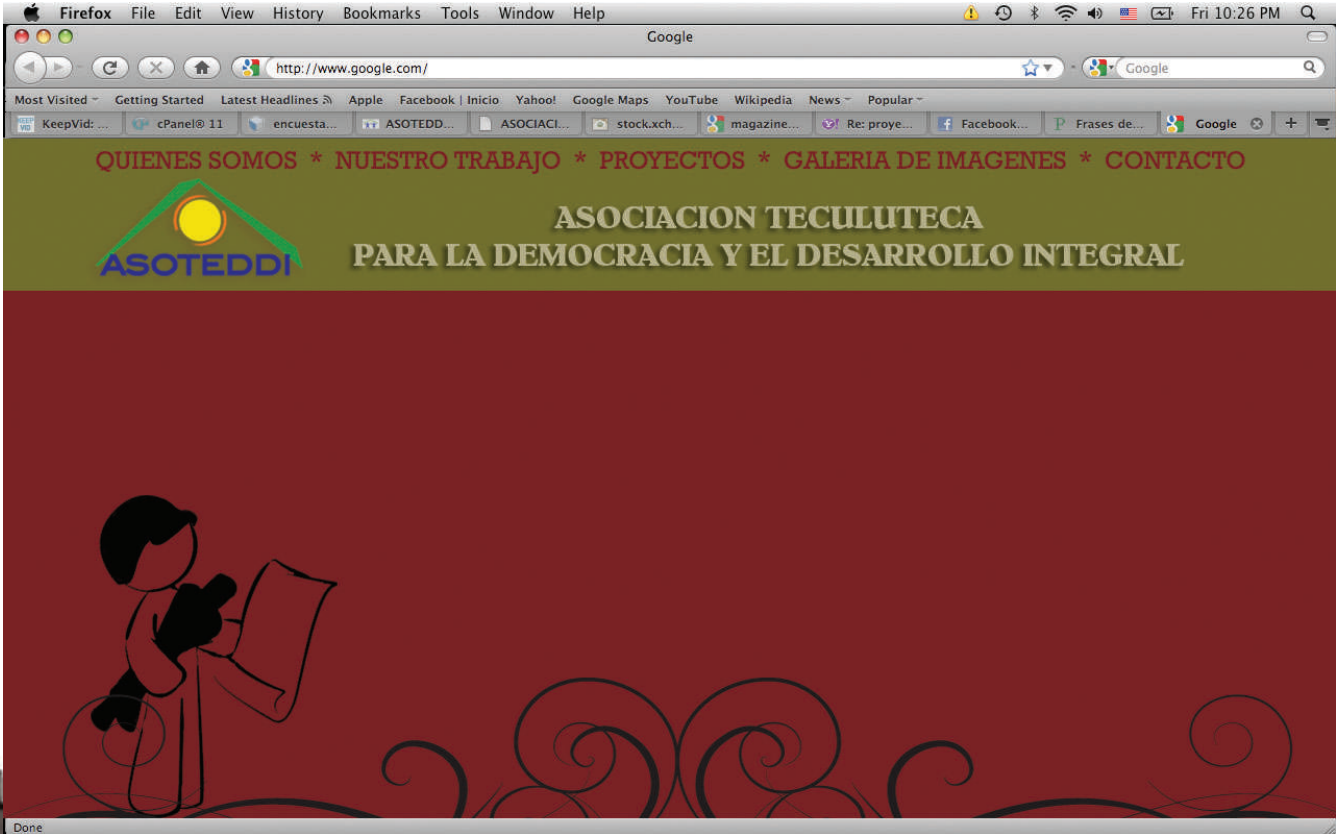 Firefox File Edit View History Bookmarks Tools Window Help Fri 10:26 PM
Google
http://www.google.com/ Google
Most Visited Getting Started Latest Headlines Apple Facebook | Inicio Yahoo! Google Maps YouTube Wikipedia News Popular
KEEP VID KeepVid: ... cPanel® 11 encuesta... ASOTEDD... ASOCIACI... stock.xch... magazine... Re: proye... Facebook... Frases de... Google
QUIENES SOMOS * NUESTRO TRABAJO * PROYECTOS * GALERIA DE IMAGENES * CONTACTO
ASOTEDDI
ASOCIACION TECULUTECA
PARA LA DEMOCRACIA Y EL DESARROLLO INTEGRAL
Done